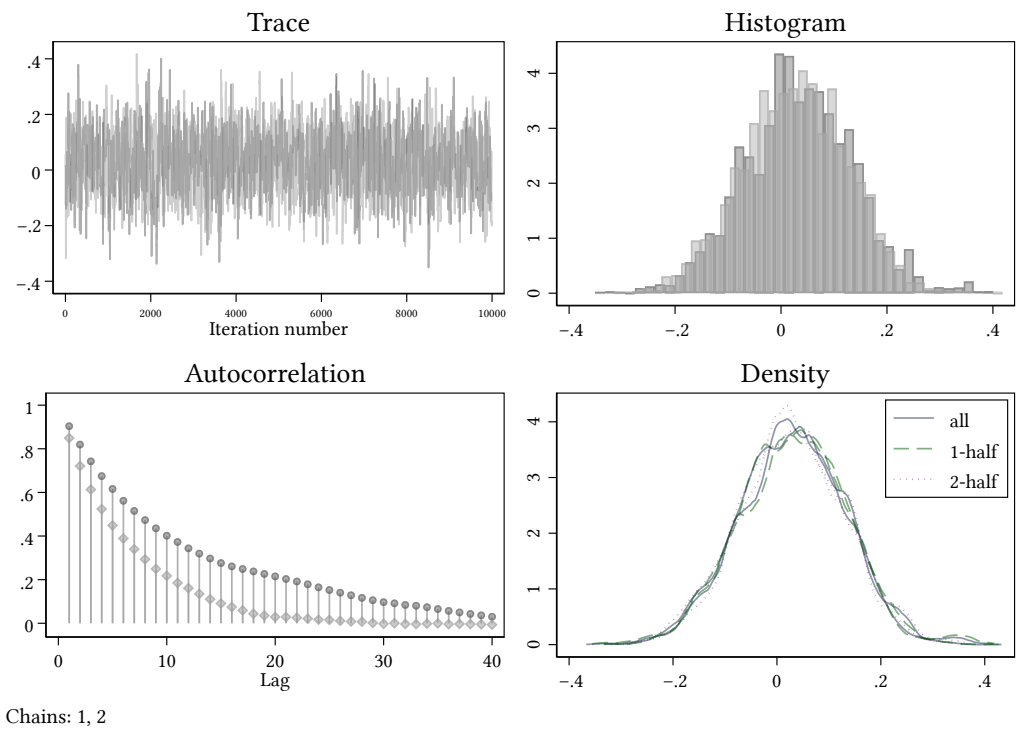 Trace
.4
.2
0
−.2
−.4
0 2000 4000 6000 8000 10000
Iteration number
Histogram
4
3
2
1
0
−.4 −.2 0 .2 .4
Autocorrelation
1
.8
.6
.4
.2
0
0 10 20 30 40
Lag
Density
4
3
2
1
0
−.4 −.2 0 .2 .4
all
1-half
2-half
Chains: 1, 2